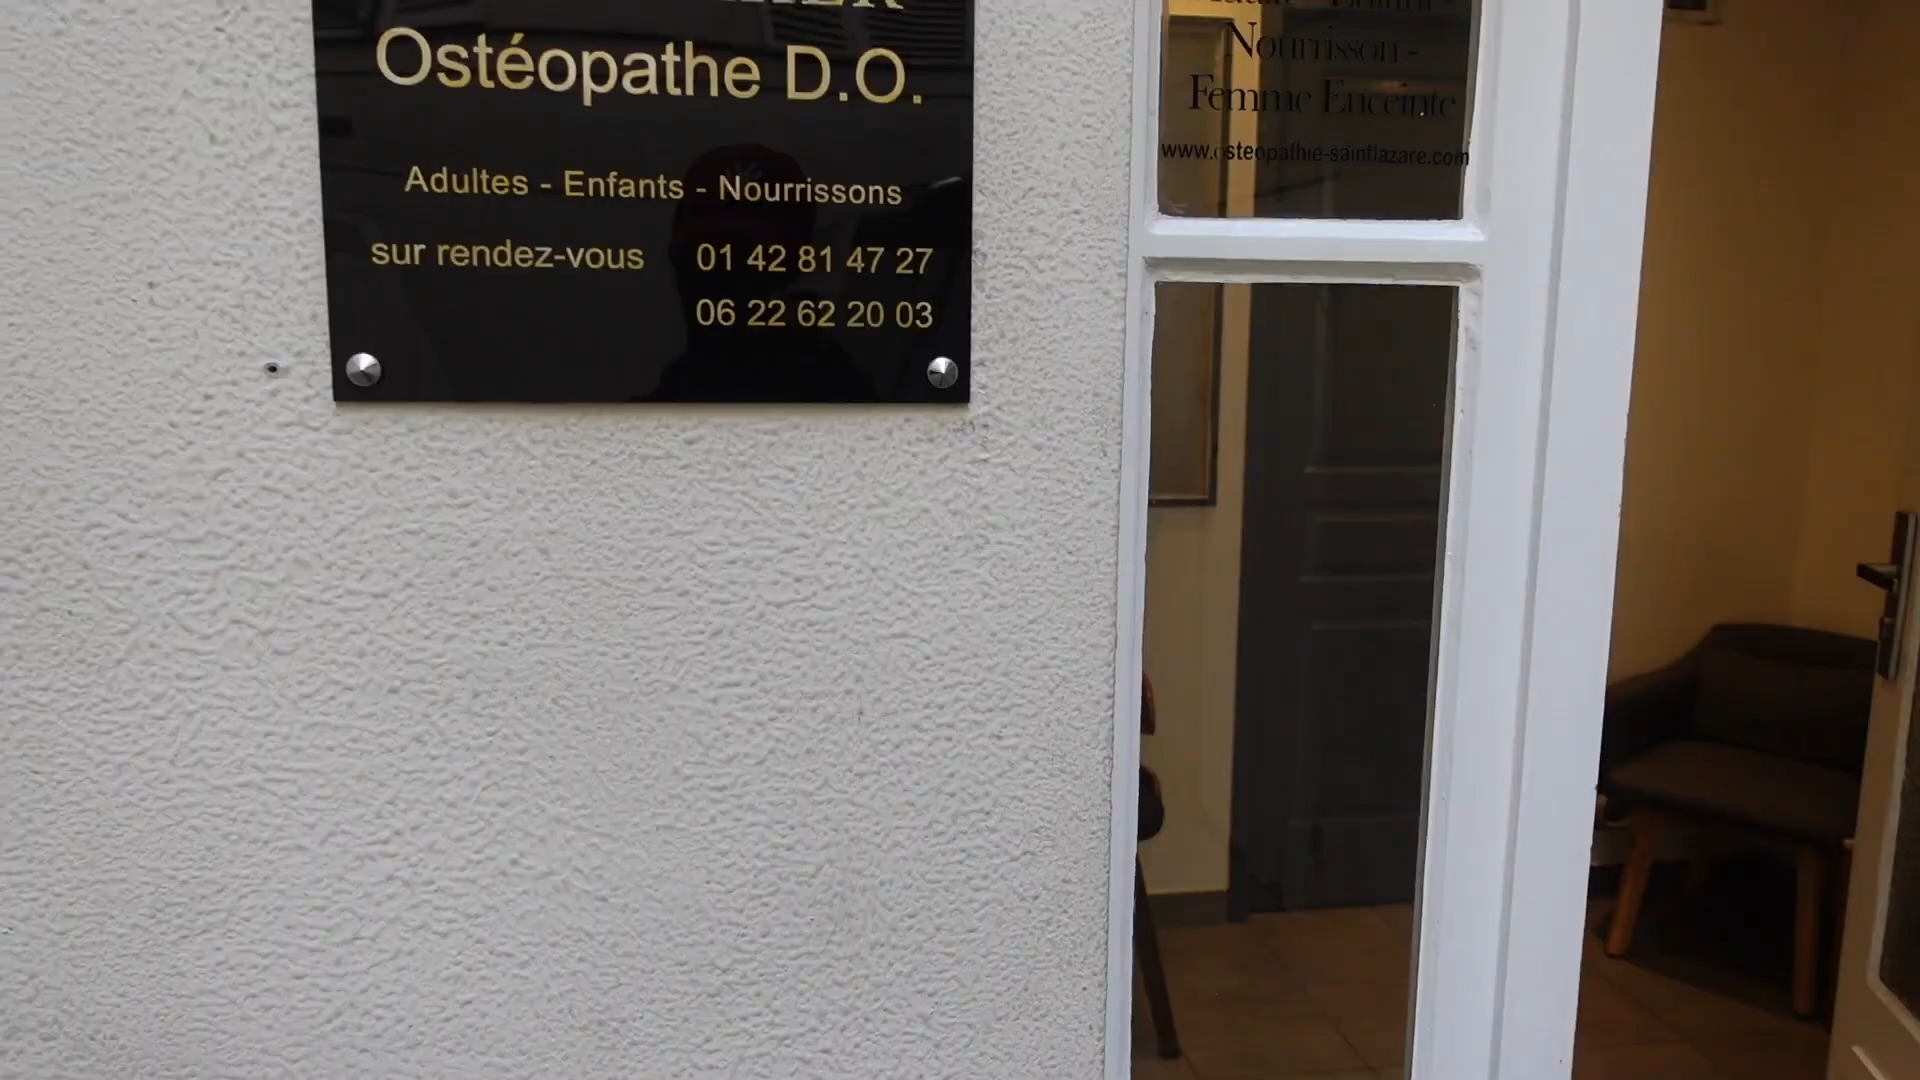 Ostéopathe D.O.
Adultes - Enfants - Nourrissons
sur rendez-vous 01 42 81 47 27
06 22 62 20 03
Nourrisson -
Femme Enceinte
www.osteopathie-saintlazare.com